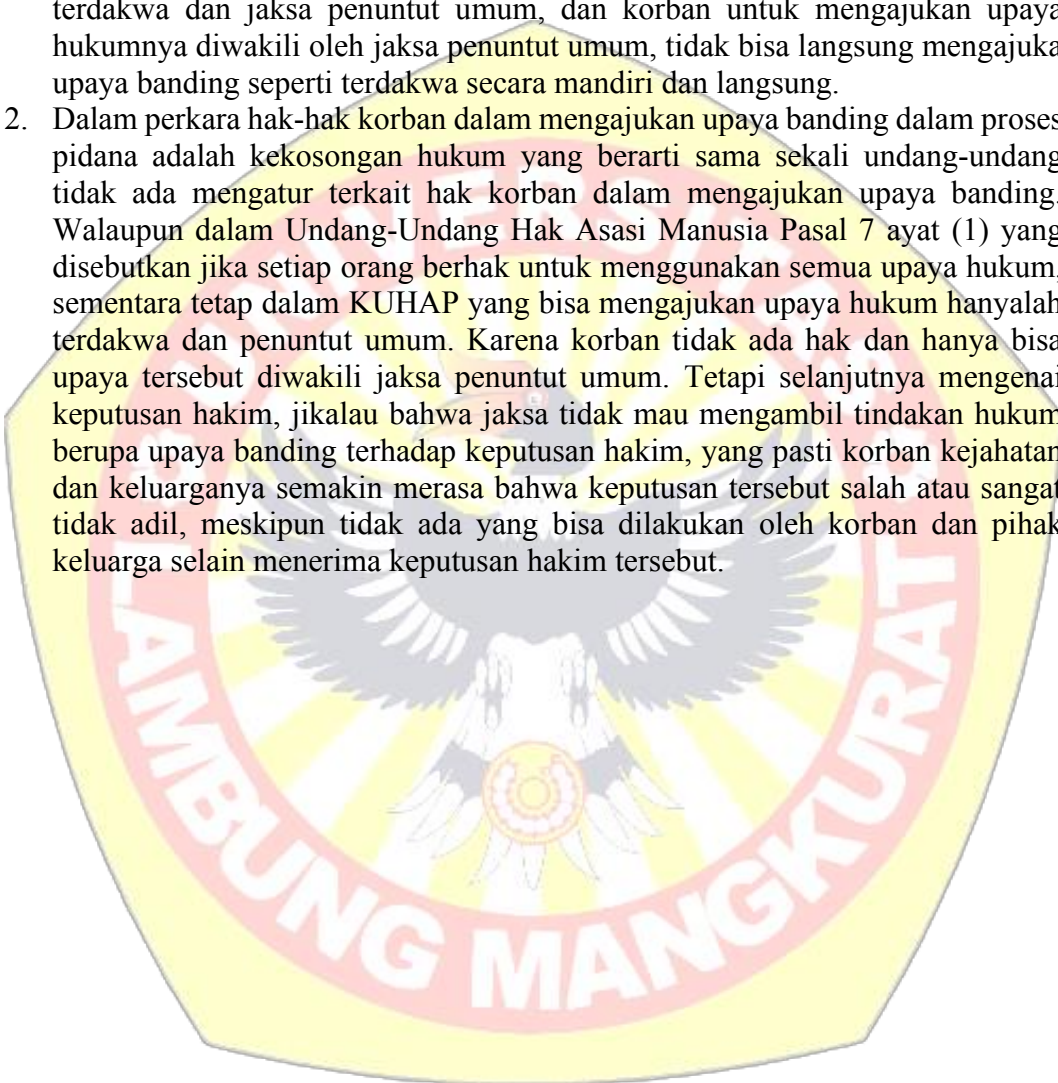 terdakwa dan jaksa penuntut umum, dan korban untuk mengajukan upaya
hukumnya diwakili oleh jaksa penuntut umum, tidak bisa langsung mengajuka
upaya banding seperti terdakwa secara mandiri dan langsung.
2. Dalam perkara hak-hak korban dalam mengajukan upaya banding dalam proses
pidana adalah kekosongan hukum yang berarti sama sekali undang-undang
tidak ada mengatur terkait hak korban dalam mengajukan upaya banding.
Walaupun dalam Undang-Undang Hak Asasi Manusia Pasal 7 ayat (1) yang
disebutkan jika setiap orang berhak untuk menggunakan semua upaya hukum,
sementara tetap dalam KUHAP yang bisa mengajukan upaya hukum hanyalah
terdakwa dan penuntut umum. Karena korban tidak ada hak dan hanya bisa
upaya tersebut diwakili jaksa penuntut umum. Tetapi selanjutnya mengenai
keputusan hakim, jikalau bahwa jaksa tidak mau mengambil tindakan hukum
berupa upaya banding terhadap keputusan hakim, yang pasti korban kejahatan
dan keluarganya semakin merasa bahwa keputusan tersebut salah atau sangat
tidak adil, meskipun tidak ada yang bisa dilakukan oleh korban dan pihak
keluarga selain menerima keputusan hakim tersebut.
UNIVERSITAS
LAMBUNG MANGKURAT